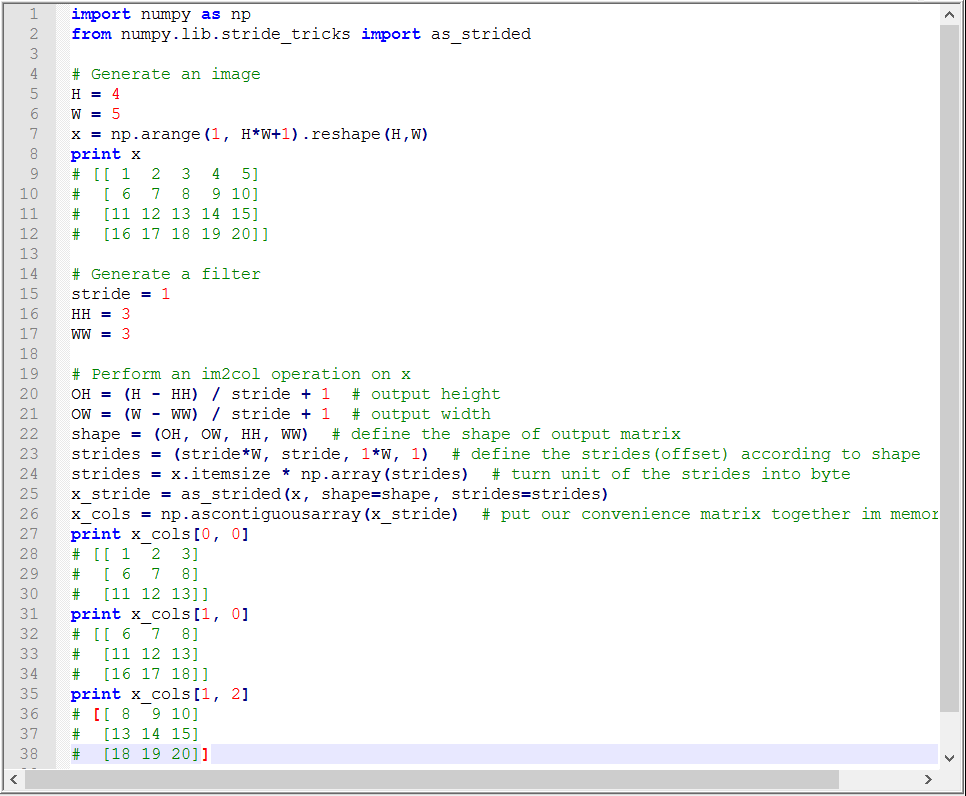 1 import numpy as np
2 from numpy.lib.stride_tricks import as_strided
3
4 # Generate an image
5 H = 4
6 W = 5
7 x = np.arange(1, H*W+1).reshape(H,W)
8 print x
9 # [[ 1  2  3  4  5]
10 #  [ 6  7  8  9 10]
11 #  [11 12 13 14 15]
12 #  [16 17 18 19 20]]
13
14 # Generate a filter
15 stride = 1
16 HH = 3
17 WW = 3
18
19 # Perform an im2col operation on x
20 OH = (H - HH) / stride + 1  # output height
21 OW = (W - WW) / stride + 1  # output width
22 shape = (OH, OW, HH, WW)  # define the shape of output matrix
23 strides = (stride*W, stride, 1*W, 1)  # define the strides(offset) according to shape
24 strides = x.itemsize * np.array(strides)  # turn unit of the strides into byte
25 x_stride = as_strided(x, shape=shape, strides=strides)
26 x_cols = np.ascontiguousarray(x_stride)  # put our convenience matrix together im memor
27 print x_cols[0, 0]
28 # [[ 1  2  3]
29 #  [ 6  7  8]
30 #  [11 12 13]]
31 print x_cols[1, 0]
32 # [[ 6  7  8]
33 #  [11 12 13]
34 #  [16 17 18]]
35 print x_cols[1, 2]
36 # [[ 8  9 10]
37 #  [13 14 15]
38 #  [18 19 20]]